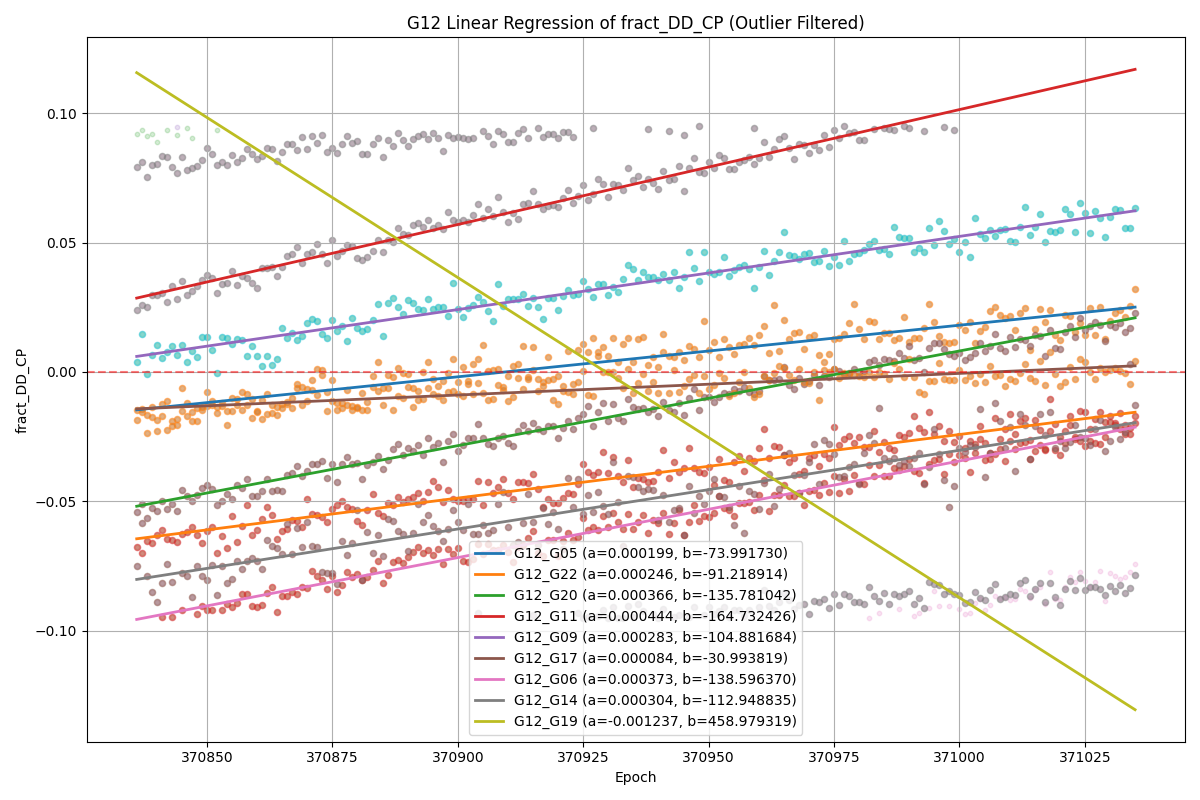 G12 Linear Regression of fract_DD_CP (Outlier Filtered)
0.10
0.05
0.00
−0.05
−0.10
fract_DD_CP
G12_G05 (a=0.000199, b=-73.991730)
G12_G22 (a=0.000246, b=-91.218914)
G12_G20 (a=0.000366, b=-135.781042)
G12_G11 (a=0.000444, b=-164.732426)
G12_G09 (a=0.000283, b=-104.881684)
G12_G17 (a=0.000084, b=-30.993819)
G12_G06 (a=0.000373, b=-138.596370)
G12_G14 (a=0.000304, b=-112.948835)
G12_G19 (a=-0.001237, b=458.979319)
370850 370875 370900 370925 370950 370975 371000 371025
Epoch